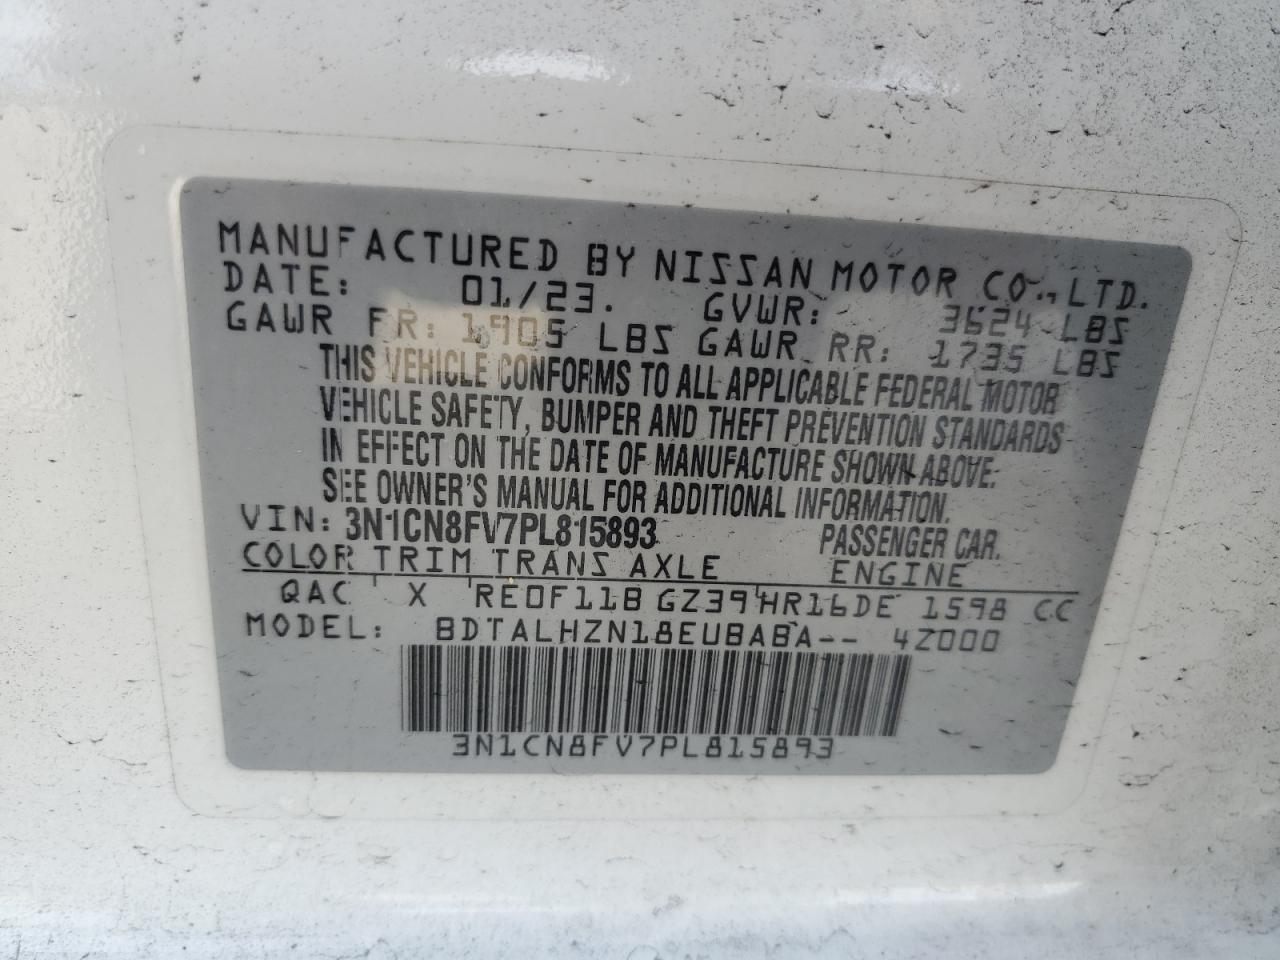 MANUFACTURED BY NISSAN MOTOR CO., LTD.
DATE: 01/23. GVWR: 3624 LBS
GAWR FR: 1905 LBS GAWR RR: 1735 LBS
THIS VEHICLE CONFORMS TO ALL APPLICABLE FEDERAL MOTOR
VEHICLE SAFETY, BUMPER AND THEFT PREVENTION STANDARDS
IN EFFECT ON THE DATE OF MANUFACTURE SHOWN ABOVE.
SEE OWNER'S MANUAL FOR ADDITIONAL INFORMATION.
VIN: 3N1CN8FV7PL815893 PASSENGER CAR.
COLOR TRIM TRANS AXLE ENGINE
QAC X RE0F11B GZ39 HR16DE 1598 CC
MODEL: BDTALHZN18EUBABA-- 4Z000
3N1CN8FV7PL815893